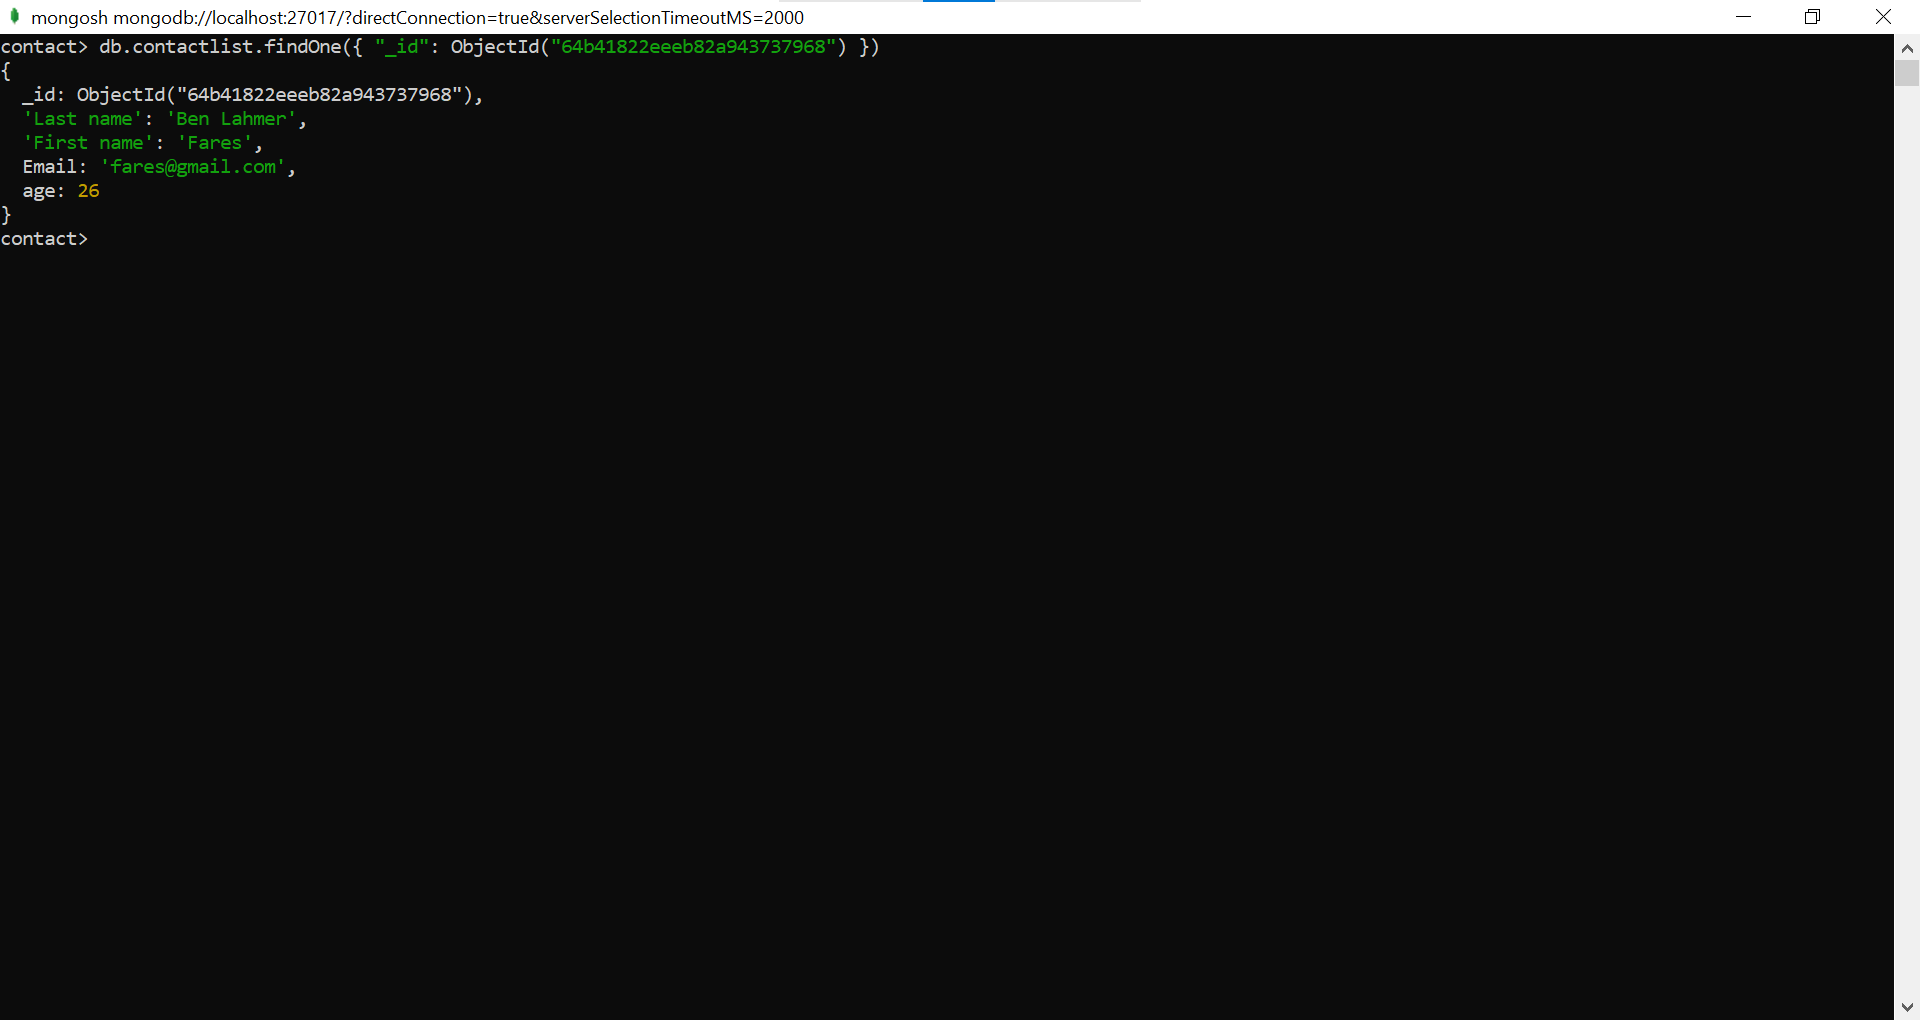 mongosh mongodb://localhost:27017/?directConnection=true&serverSelectionTimeoutMS=2000
contact> db.contactlist.findOne({ "_id": ObjectId("64b41822eeeb82a943737968") })
{
  _id: ObjectId("64b41822eeeb82a943737968"),
  'Last name': 'Ben Lahmer',
  'First name': 'Fares',
  Email: 'fares@gmail.com',
  age: 26
}
contact>